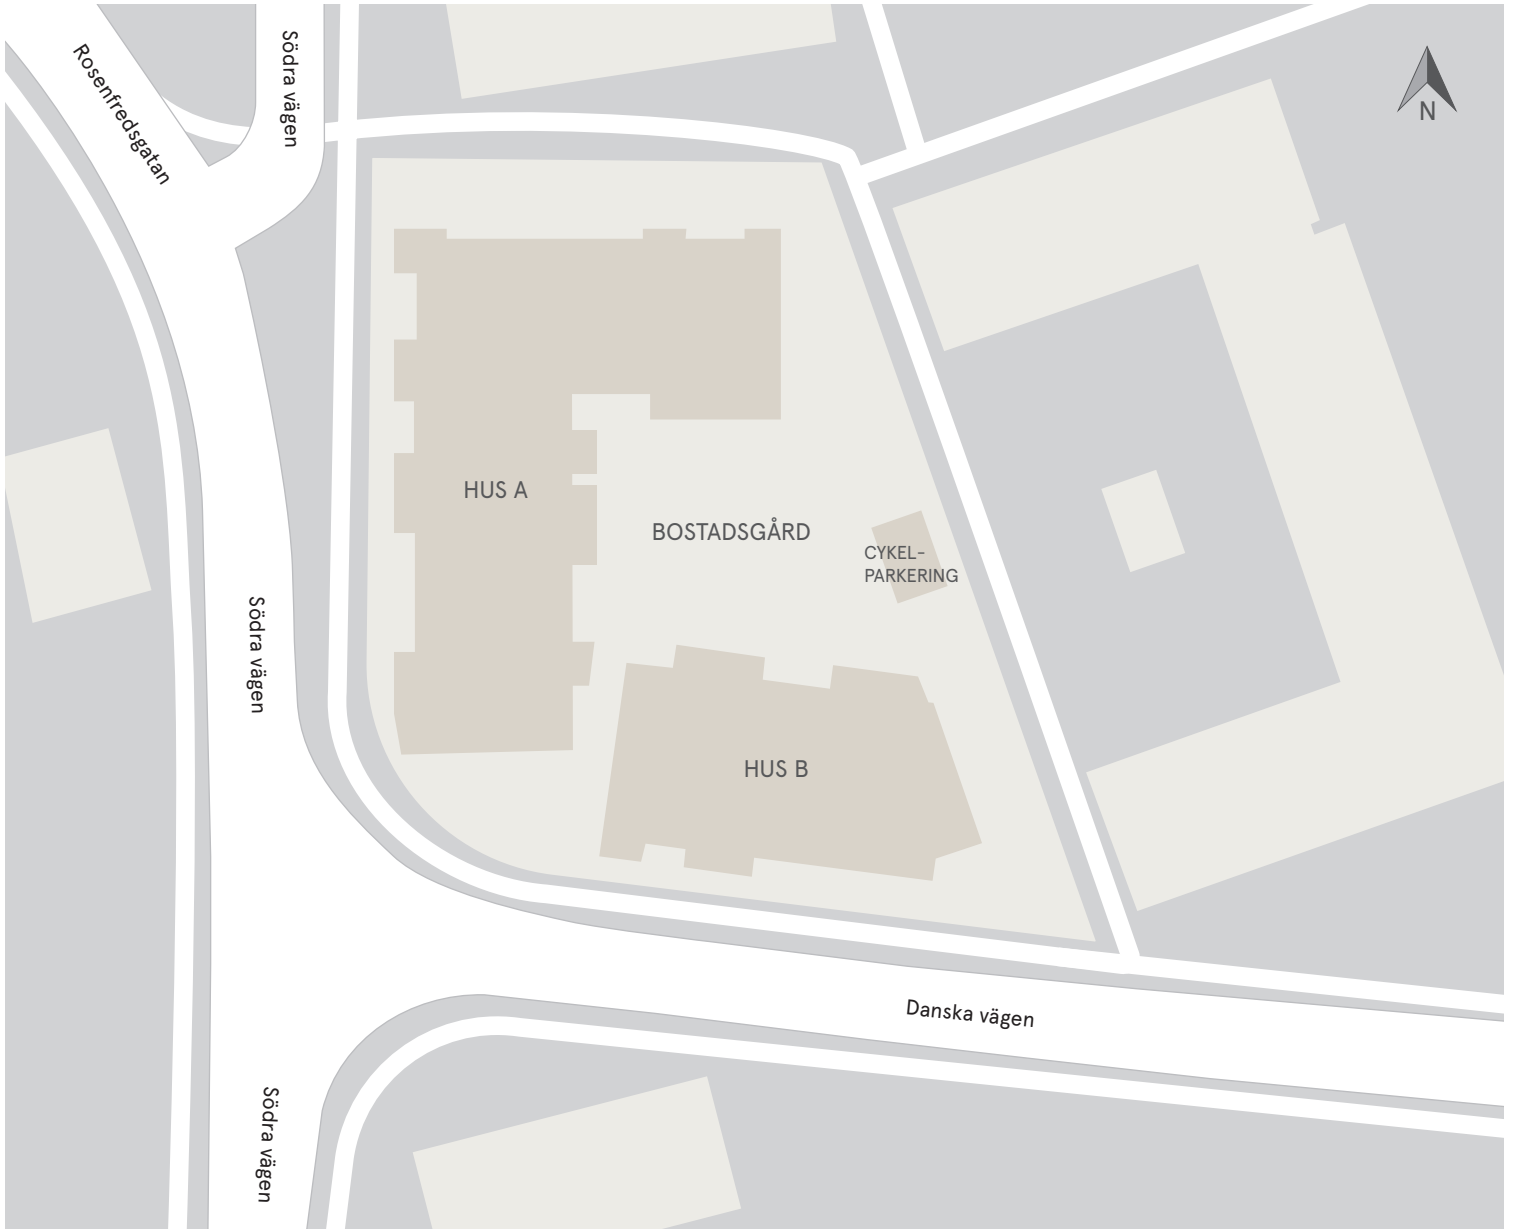 Rosenfredsgatan
Södra vägen
N
HUS A
BOSTADSGÅRD
CYKEL-
PARKERING
Södra vägen
HUS B
Danska vägen
Södra vägen